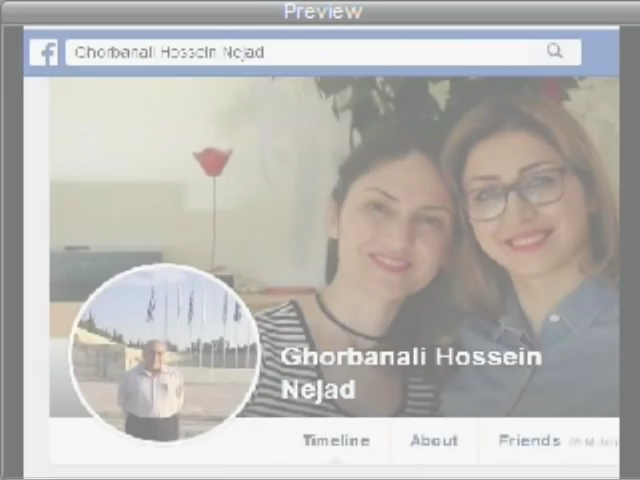 Preview
f
Ghorbanali Hossein Nejad
Ghorbanali Hossein
Nejad
Timeline
About
Friends